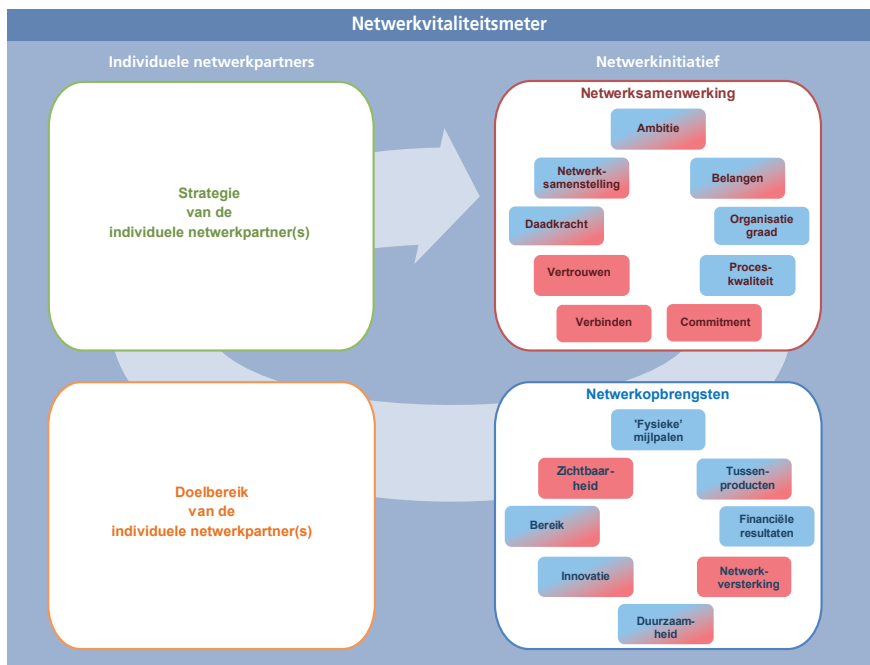 Netwerkvitaliteitsmeter
Individuele netwerkpartners
Netwerkinitiatief
Strategie
van de
individuele netwerkpartner(s)
Netwerksamenwerking
Ambitie
Netwerk-
samenstelling
Belangen
Daadkracht
Organisatie
graad
Vertrouwen
Proces-
kwaliteit
Verbinden
Commitment
Doelbereik
van de
individuele netwerkpartner(s)
Netwerkopbrengsten
'Fysieke'
mijlpalen
Zichtbaar-
heid
Tussen-
producten
Bereik
Financiële
resultaten
Innovatie
Netwerk-
versterking
Duurzaam-
heid